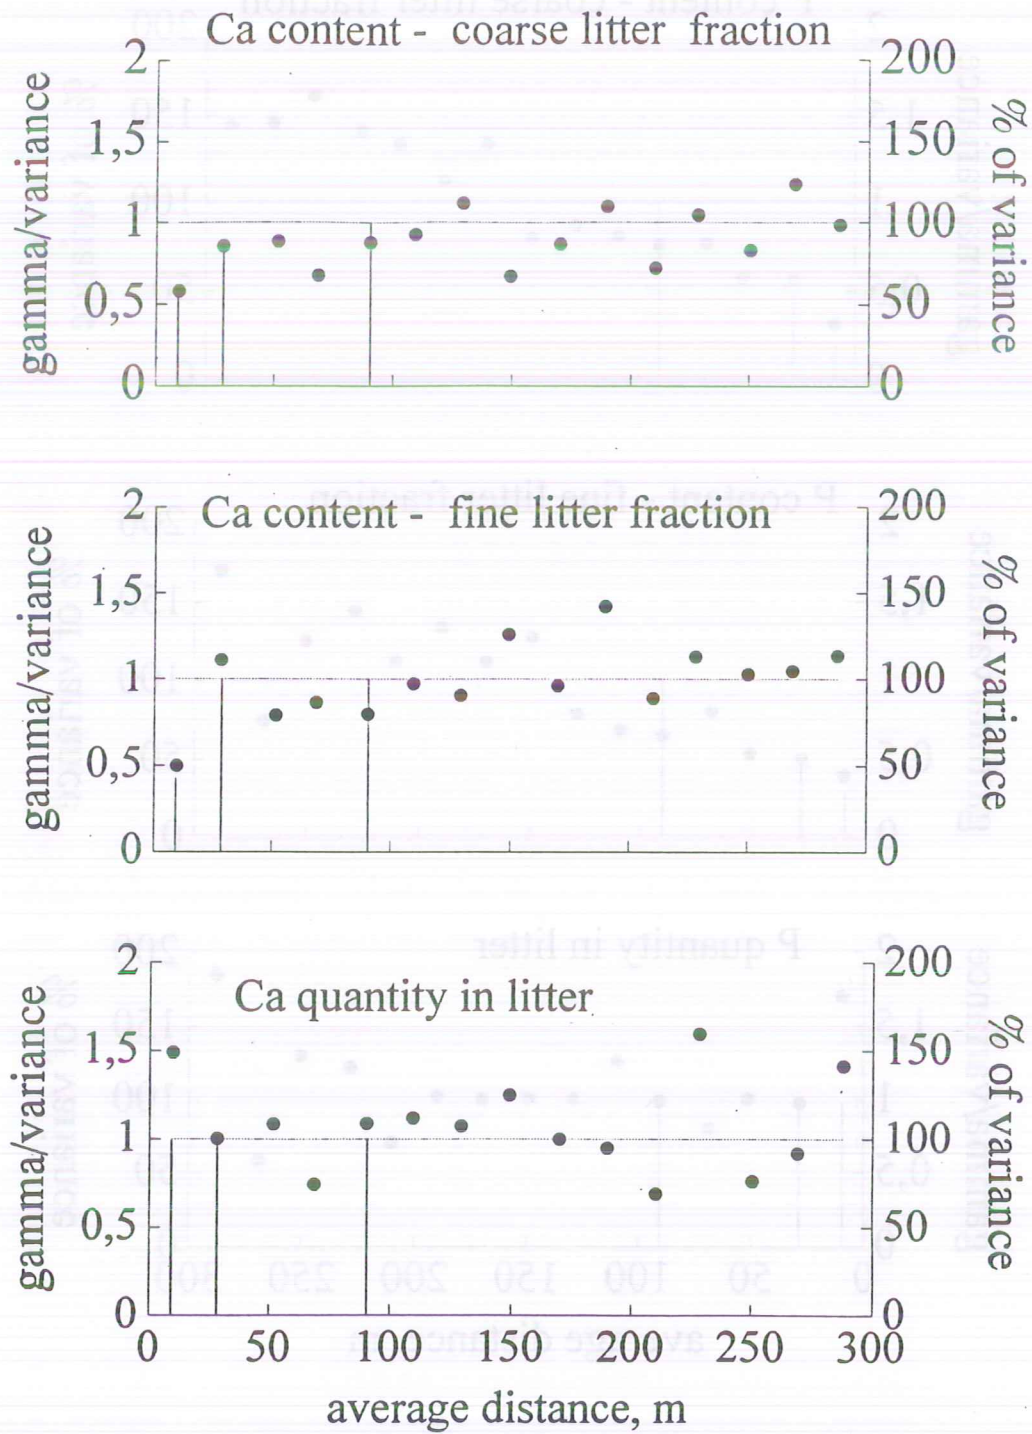 Ca content - coarse litter fraction
gamma/variance
2
1,5
1
0,5
0
200
150
100
50
0
% of variance
Ca content - fine litter fraction
gamma/variance
2
1,5
1
0,5
0
200
150
100
50
0
% of variance
Ca quantity in litter
gamma/variance
2
1,5
1
0,5
0
200
150
100
50
0
% of variance
0 50 100 150 200 250 300
average distance, m